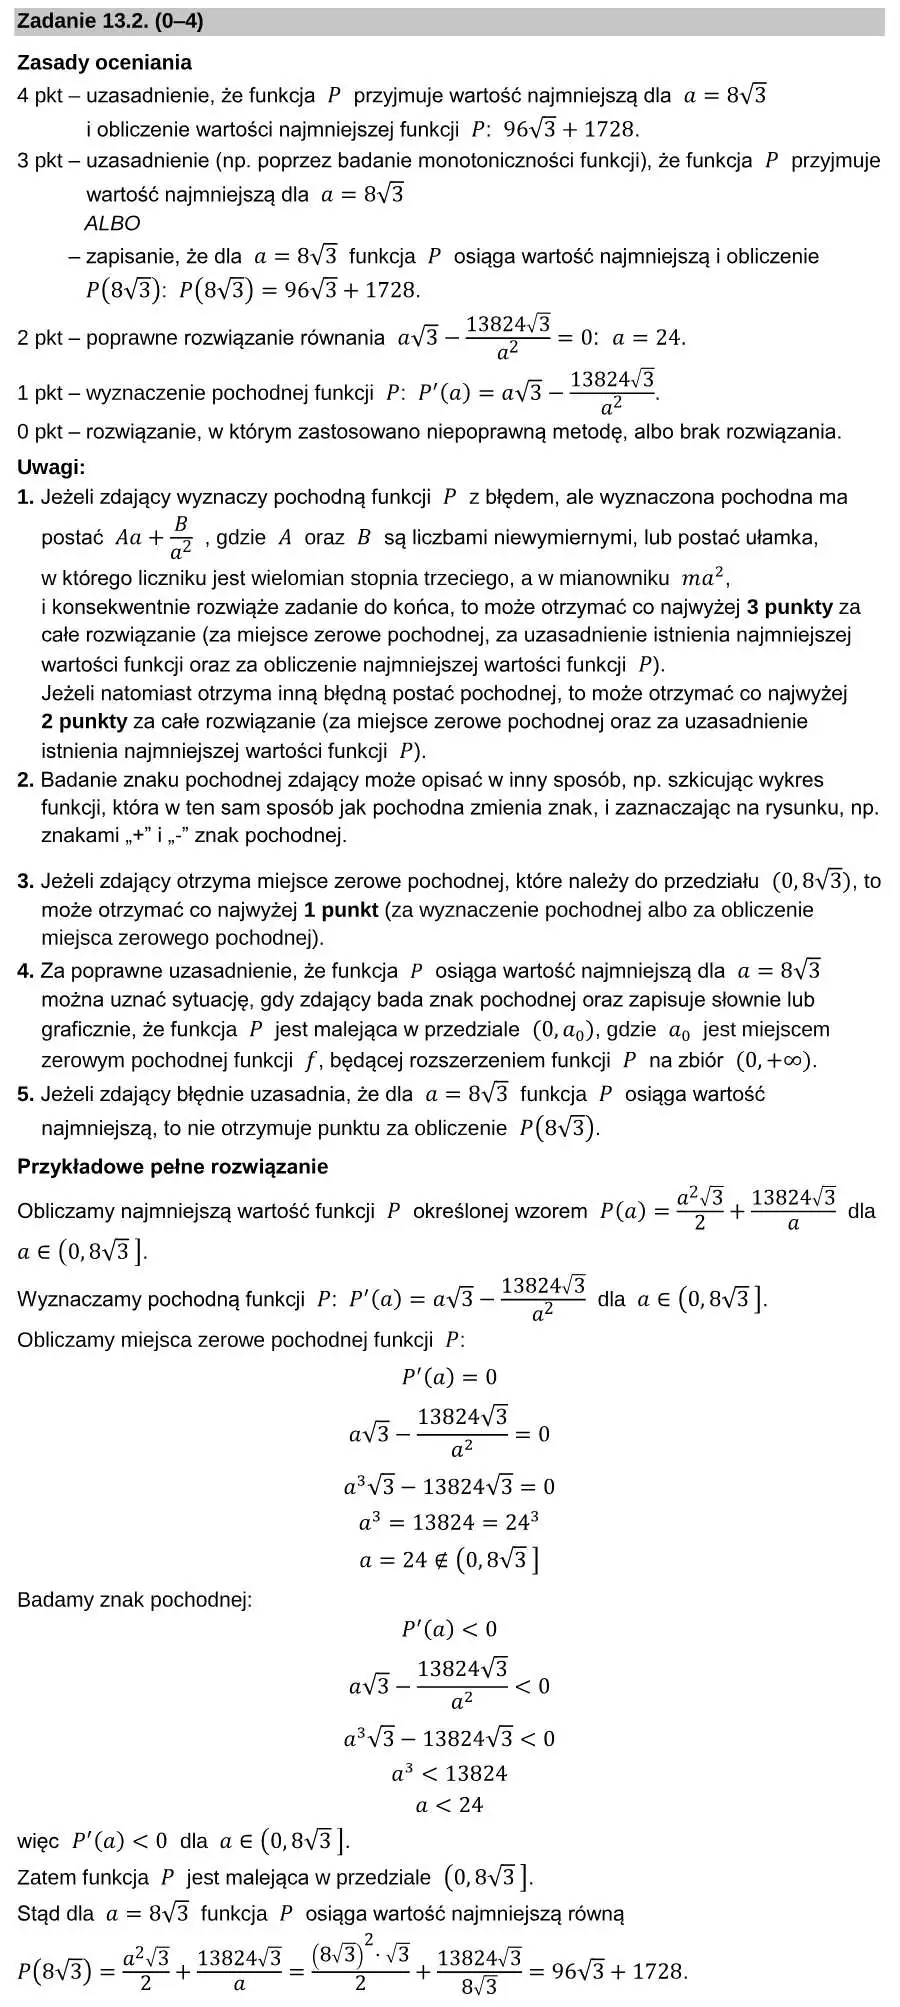 Zadanie 13.2. (0–4)
Zasady oceniania
4 pkt – uzasadnienie, że funkcja P przyjmuje wartość najmniejszą dla a = 8√3
i obliczenie wartości najmniejszej funkcji P: 96√3 + 1728.
3 pkt – uzasadnienie (np. poprzez badanie monotoniczności funkcji), że funkcja P przyjmuje
wartość najmniejszą dla a = 8√3
ALBO
– zapisanie, że dla a = 8√3 funkcja P osiąga wartość najmniejszą i obliczenie
P(8√3): P(8√3) = 96√3 + 1728.
2 pkt – poprawne rozwiązanie równania a√3 − 13824√3/a² = 0: a = 24.
1 pkt – wyznaczenie pochodnej funkcji P: P′(a) = a√3 − 13824√3/a².
0 pkt – rozwiązanie, w którym zastosowano niepoprawną metodę, albo brak rozwiązania.
Uwagi:
1. Jeżeli zdający wyznaczy pochodną funkcji P z błędem, ale wyznaczona pochodna ma
postać Aa + B/a² , gdzie A oraz B są liczbami niewymiernymi, lub postać ułamka,
w którego liczniku jest wielomian stopnia trzeciego, a w mianowniku ma²,
i konsekwentnie rozwiąże zadanie do końca, to może otrzymać co najwyżej 3 punkty za
całe rozwiązanie (za miejsce zerowe pochodnej, za uzasadnienie istnienia najmniejszej
wartości funkcji oraz za obliczenie najmniejszej wartości funkcji P).
Jeżeli natomiast otrzyma inną błędną postać pochodnej, to może otrzymać co najwyżej
2 punkty za całe rozwiązanie (za miejsce zerowe pochodnej oraz za uzasadnienie
istnienia najmniejszej wartości funkcji P).
2. Badanie znaku pochodnej zdający może opisać w inny sposób, np. szkicując wykres
funkcji, która w ten sam sposób jak pochodna zmienia znak, i zaznaczając na rysunku, np.
znakami „+” i „-” znak pochodnej.
3. Jeżeli zdający otrzyma miejsce zerowe pochodnej, które należy do przedziału (0, 8√3), to
może otrzymać co najwyżej 1 punkt (za wyznaczenie pochodnej albo za obliczenie
miejsca zerowego pochodnej).
4. Za poprawne uzasadnienie, że funkcja P osiąga wartość najmniejszą dla a = 8√3
można uznać sytuację, gdy zdający bada znak pochodnej oraz zapisuje słownie lub
graficznie, że funkcja P jest malejąca w przedziale (0, a₀), gdzie a₀ jest miejscem
zerowym pochodnej funkcji f, będącej rozszerzeniem funkcji P na zbiór (0, +∞).
5. Jeżeli zdający błędnie uzasadnia, że dla a = 8√3 funkcja P osiąga wartość
najmniejszą, to nie otrzymuje punktu za obliczenie P(8√3).
Przykładowe pełne rozwiązanie
Obliczamy najmniejszą wartość funkcji P określonej wzorem P(a) = a²√3/2 + 13824√3/a dla
a ∈ (0, 8√3 ].
Wyznaczamy pochodną funkcji P: P′(a) = a√3 − 13824√3/a² dla a ∈ (0, 8√3 ].
Obliczamy miejsca zerowe pochodnej funkcji P:
P′(a) = 0
a√3 − 13824√3/a² = 0
a³√3 − 13824√3 = 0
a³ = 13824 = 24³
a = 24 ∉ (0, 8√3 ]
Badamy znak pochodnej:
P′(a) < 0
a√3 − 13824√3/a² < 0
a³√3 − 13824√3 < 0
a³ < 13824
a < 24
więc P′(a) < 0 dla a ∈ (0, 8√3 ].
Zatem funkcja P jest malejąca w przedziale (0, 8√3 ].
Stąd dla a = 8√3 funkcja P osiąga wartość najmniejszą równą
P(8√3) = a²√3/2 + 13824√3/a = (8√3)² · √3/2 + 13824√3/8√3 = 96√3 + 1728.